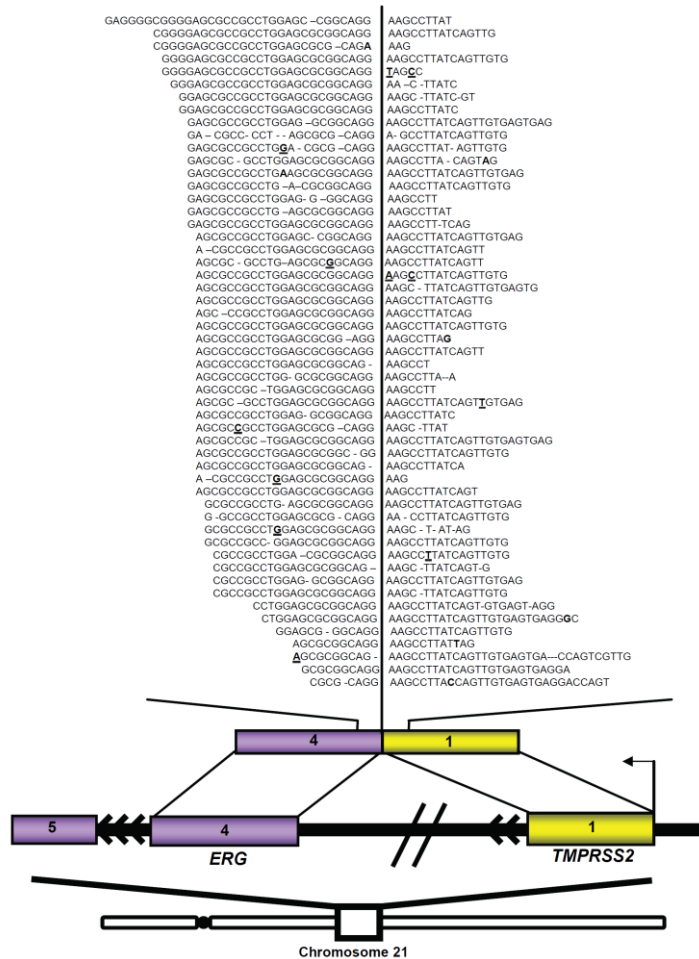 GAGGGGCGGGGAGCGCCGCCTGGAGC –CGGCAGG AAGCCTTAT
CGGGGAGCGCCGCCTGGAGCGCGGCAGG AAGCCTTATCAGTTG
CGGGGAGCGCCGCCTGGAGCGCG–CAGA AAG
GGGGAGCGCCGCCTGGAGCGCGGCAGG AAGCCTTATCAGTTGTG
GGGGAGCGCCGCCTGGAGCGCGGCAGG TAGCC
GGGAGCGCCGCCTGGAGCGCGGCAGG AA –C -TTATC
GGAGCGCCGCCTGGAGCGCGGCAGG AAGC -TTATC-GT
GGAGCGCCGCCTGGAGCGCGGCAGG AAGCCTTATC
GAGCGCCGCCTGGAG –GCGGCAGG AAGCCTTATCAGTTGTGAGTGAG
GA –CGCC-CCT --AGCGCG-CAGG A-GCCTTATCAGTTGTG
GAGCGCCGCCTGGA-CGCG-CAGG AAGCCTTAT-AGTTGTG
GAGCGC -GCCTGGAGCGCGGCAGG AAGCCTTA-CAGTAG
GAGCGCCGCCTGAAGCGCGGCAGG AAGCCTTATCAGTTGTGAGTGAG
GAGCGCCGCCTG –A–CGCGGCAGG AAGCCTTATCAGTTGTG
GAGCGCCGCCTGGAG- G –GGCAGG AAGCCTT
GAGCGCCGCCTG -AGCGCGGCAGG AAGCCTTAT
GAGCGCCGCCTGGAGCGCGGCAGG AAGCCTT-TCAG
AGCGCCGCCTGGAGC- CGGCAGG AAGCCTTATCAGTTGTGAG
A –CGCCGCCTGGAGCGCGGCAGG AAGCCTTATCAGTT
AGCGC -GCCTG–AGCGCGGCAGG AAGCCTTATCAGTT
AGCGCCGCCTGGAGCGCGGCAGG AAGCCTTATCAGTTGTG
AGCGCCGCCTGGAGCGCGGCAGG AAGC - TTATCAGTTGTGAGTG
AGCGCCGCCTGGAGCGCGGCAGG AAGCCTTATCAGTTG
AGC –CCGCCTGGAGCGCGGCAGG AAGCCTTATCAG
AGCGCCGCCTGGAGCGCGGCAGG AAGCCTTATCAGTTGTG
AGCGCCGCCTGGAGCGCGG –AGG AAGCCTTAG
AGCGCCGCCTGGAGCGCGGCAGG AAGCCTTATCAGTT
AGCGCCGCCTGGAGCGCGGCAG- AAGCCT
AGCGCCGCCTGG- GCGCGGCAGG AAGCCTTA--A
AGCGCCGC –TGGAGCGCGGCAGG AAGCCTT
AGCGC –GCCTGGAGCGCGGCAGG AAGCCTTATCAGTTGTGAG
AGCGCCGCCTGGAG- GCGGCAGG AAGCCTTATC
AGCGCCGCCTGGAGCGCG –CAGG AAGC -TTAT
AGCGCCGC –TGGAGCGCGGCAGG AAGCCTTATCAGTTGTGAGTGAG
AGCGCCGCCTGGAGCGCGGC- GG AAGCCTTATCAGTTGTG
AGCGCCGCCTGGAGCGCGGCAG - AAGCCTTATCA
A –CGCCGCCTGGAGCGCGGCAGG AAG
AGCGCCGCCTGGAGCGCGGCAGG AAGCCTTATCAGT
GCGCCGCCTG- AGCGCGGCAGG AAGCCTTATCAGTTGTGAG
G -GCCGCCTGGAGCGCG - CAGG AA- CCTTATCAGTTGTG
GCGCCGCCTGGAGCGCGGCAGG AAGC - T- AT-AG
GCGCCGCC- GGAGCGCGGCAGG AAGCCTTATCAGTTGTG
CGCCGCCTGGA –CGCGGCAGG AAGCCTTATCAGTTGTG
CGCCGCCTGGAGCGCGGCAG – AAGC -TTATCAGT-G
CGCCGCCTGGAG- GCGGCAGG AAGCCTTATCAGTTGTGAG
CGCCGCCTGGAGCGCGGCAGG AAGC -TTATCAGTTGTG
CCTGGAGCGCGGCAGG AAGCCTTATCAGT-GTGAGT-AGG
CTGGAGCGCGGCAGG AAGCCTTATCAGTTGTGAGTGAGGGC
GGAGCG - GGCAGG AAGCCTTATCAGTTGTG
AGCGCGGCAGG AAGCCTTATTAG
AGCGCGGCAG- AAGCCTTATCAGTTGTGAGTGA---CCAGTCGTTG
GCGCGGCAGG AAGCCTTATCAGTTGTGAGTGAGGA
CGCG -CAGG AAGCCTTACCAGTTGTGAGTGAGGACCAGT
4 1
5 4 1
ERG TMPRSS2
Chromosome 21